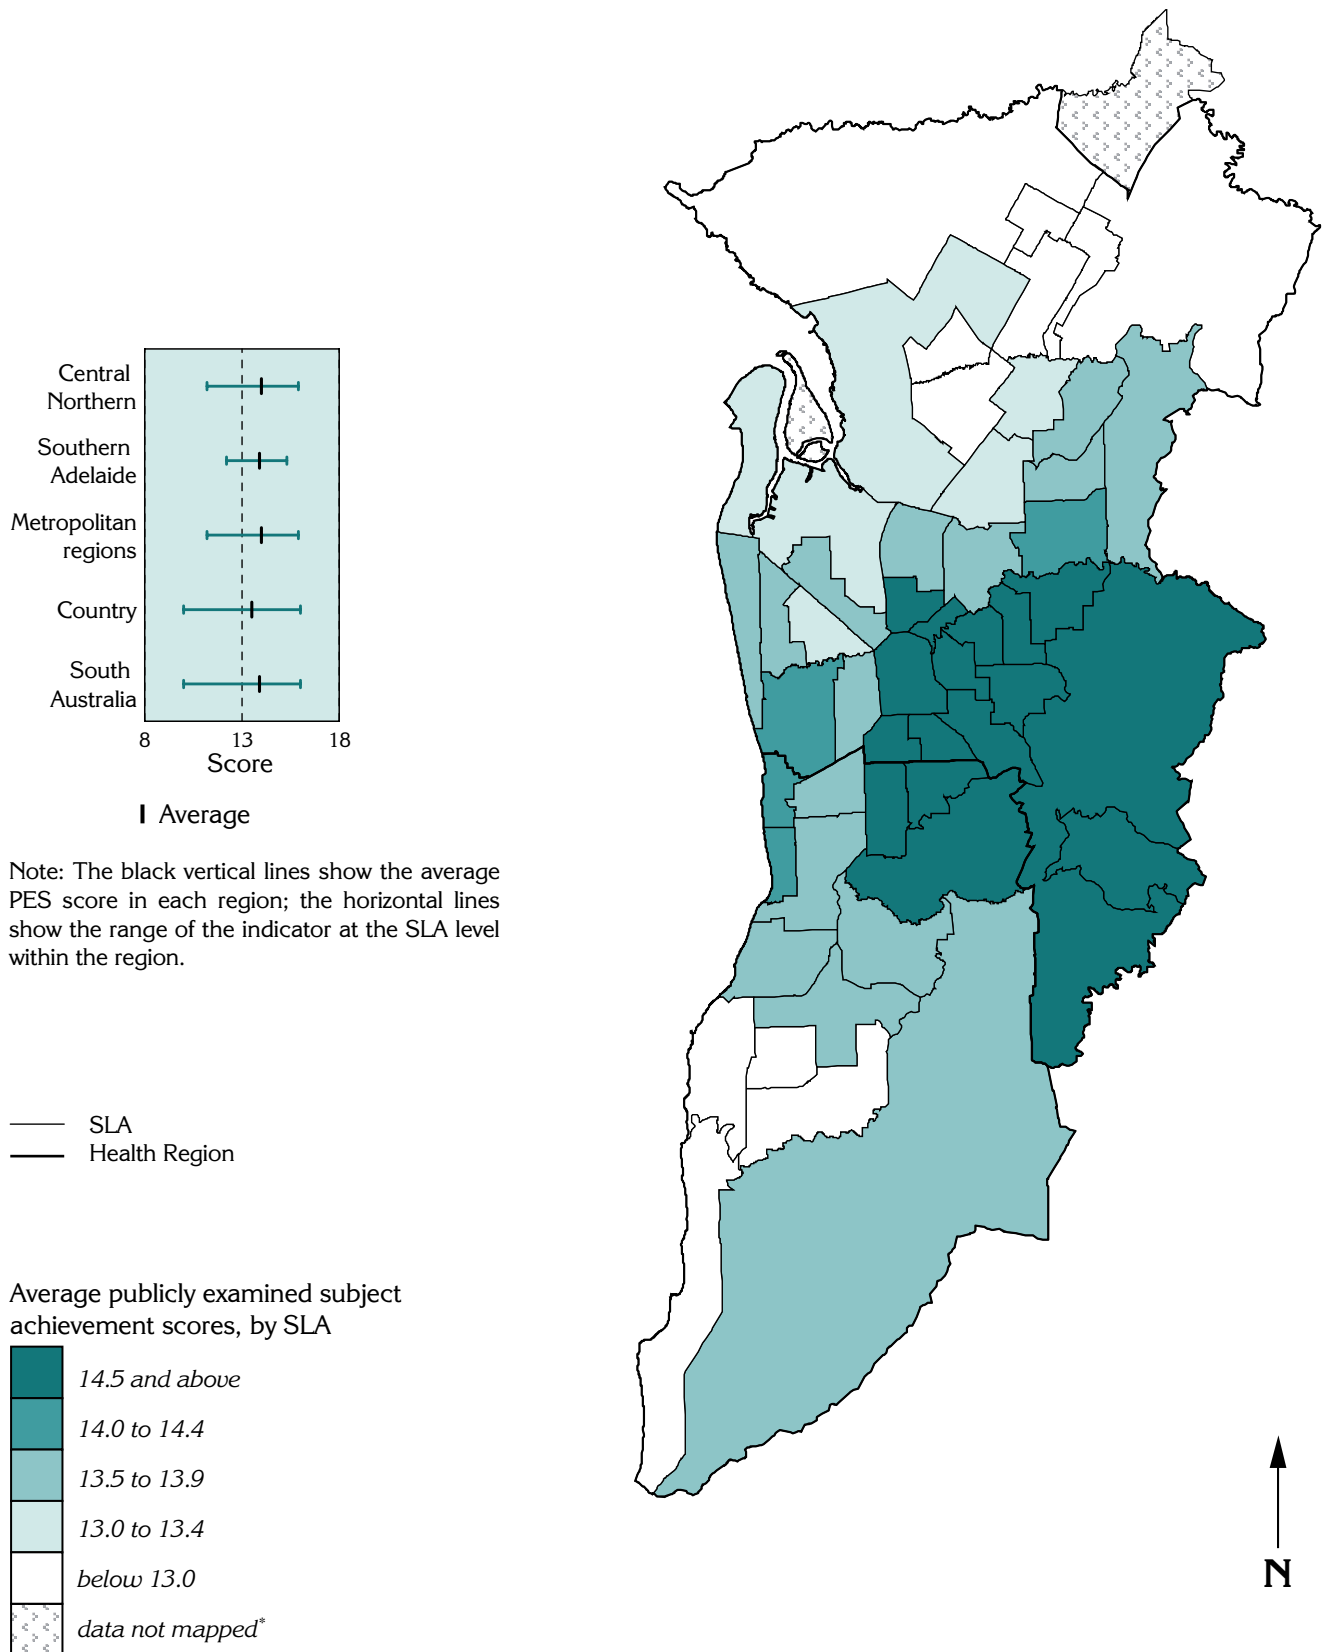 Central
Northern
Southern
Adelaide
Metropolitan
regions
Country
South
Australia
8 13 18
Score
Average
Note: The black vertical lines show the average
PES score in each region; the horizontal lines
show the range of the indicator at the SLA level
within the region.
SLA
Health Region
Average publicly examined subject
achievement scores, by SLA
14.5 and above
14.0 to 14.4
13.5 to 13.9
13.0 to 13.4
below 13.0
data not mapped*
N